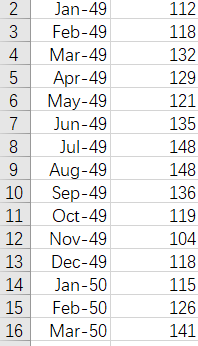 2 Jan-49 112
3 Feb-49 118
4 Mar-49 132
5 Apr-49 129
6 May-49 121
7 Jun-49 135
8 Jul-49 148
9 Aug-49 148
10 Sep-49 136
11 Oct-49 119
12 Nov-49 104
13 Dec-49 118
14 Jan-50 115
15 Feb-50 126
16 Mar-50 141